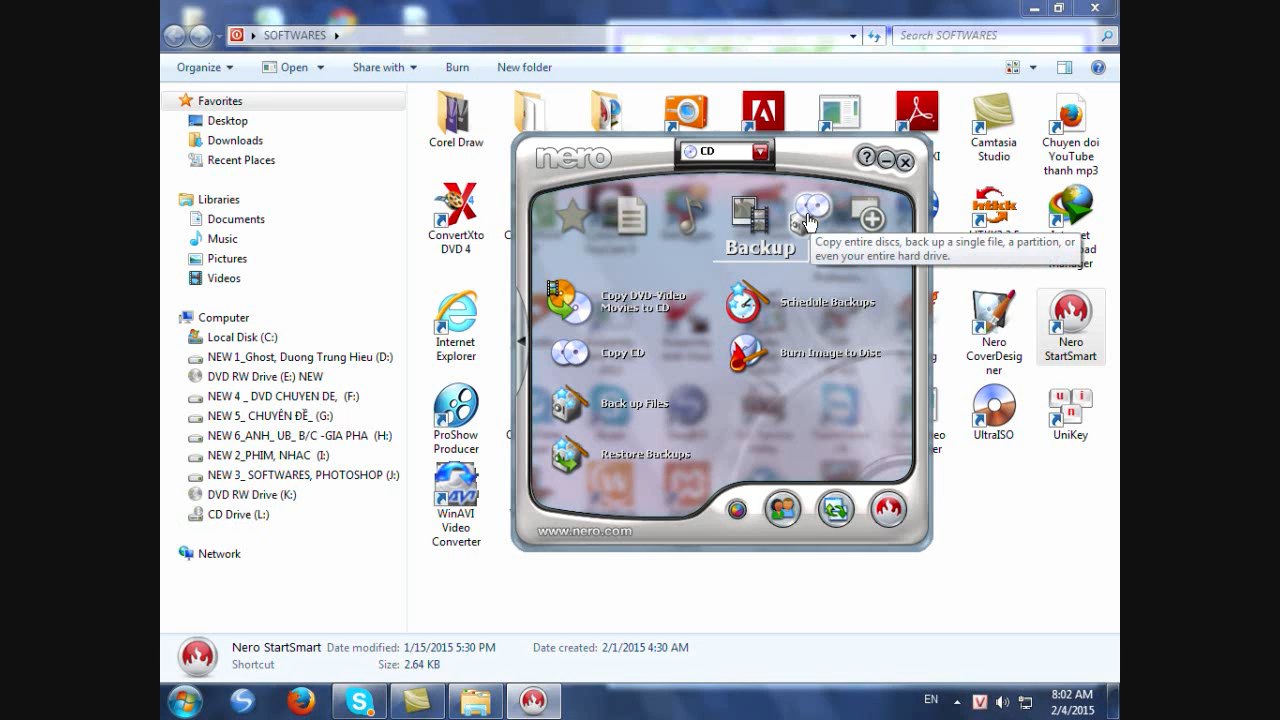 SOFTWARES
Search SOFTWARES
Organize
Open
Share with
Burn
New folder
Favorites
Desktop
Downloads
Recent Places
Libraries
Documents
Music
Pictures
Videos
Computer
Local Disk (C:)
NEW 1_Ghost, Duong Trung Hieu (D:)
DVD RW Drive (E:) NEW
NEW 4 _ DVD CHUYEN DE, (F:)
NEW 5_ CHUYÊN ĐỀ_ (G:)
NEW 6_ANH_ UB_ B/C -GIA PHA (H:)
NEW 2_PHIM, NHAC (I:)
NEW 3_ SOFTWARES, PHOTOSHOP (J:)
DVD RW Drive (K:)
CD Drive (L:)
Network
Corel Draw
Camtasia
Studio
Chuyen doi
YouTube
thanh mp3
ConvertXto
DVD 4
Manager
Internet
Explorer
Nero
CoverDesig
ner
Nero
StartSmart
ProShow
Producer
UltraISO
UniKey
WinAVI
Video
Converter
nero
CD
Backup
Copy entire discs, back up a single file, a partition, or
even your entire hard drive.
Copy DVD-Video
Movies to CD
Schedule Backups
Copy CD
Burn Image to Disc
Back up Files
Restore Backups
www.nero.com
Nero StartSmart
Date modified: 1/15/2015 5:30 PM
Date created: 2/1/2015 4:30 AM
Shortcut
Size: 2.64 KB
EN
8:02 AM
2/4/2015